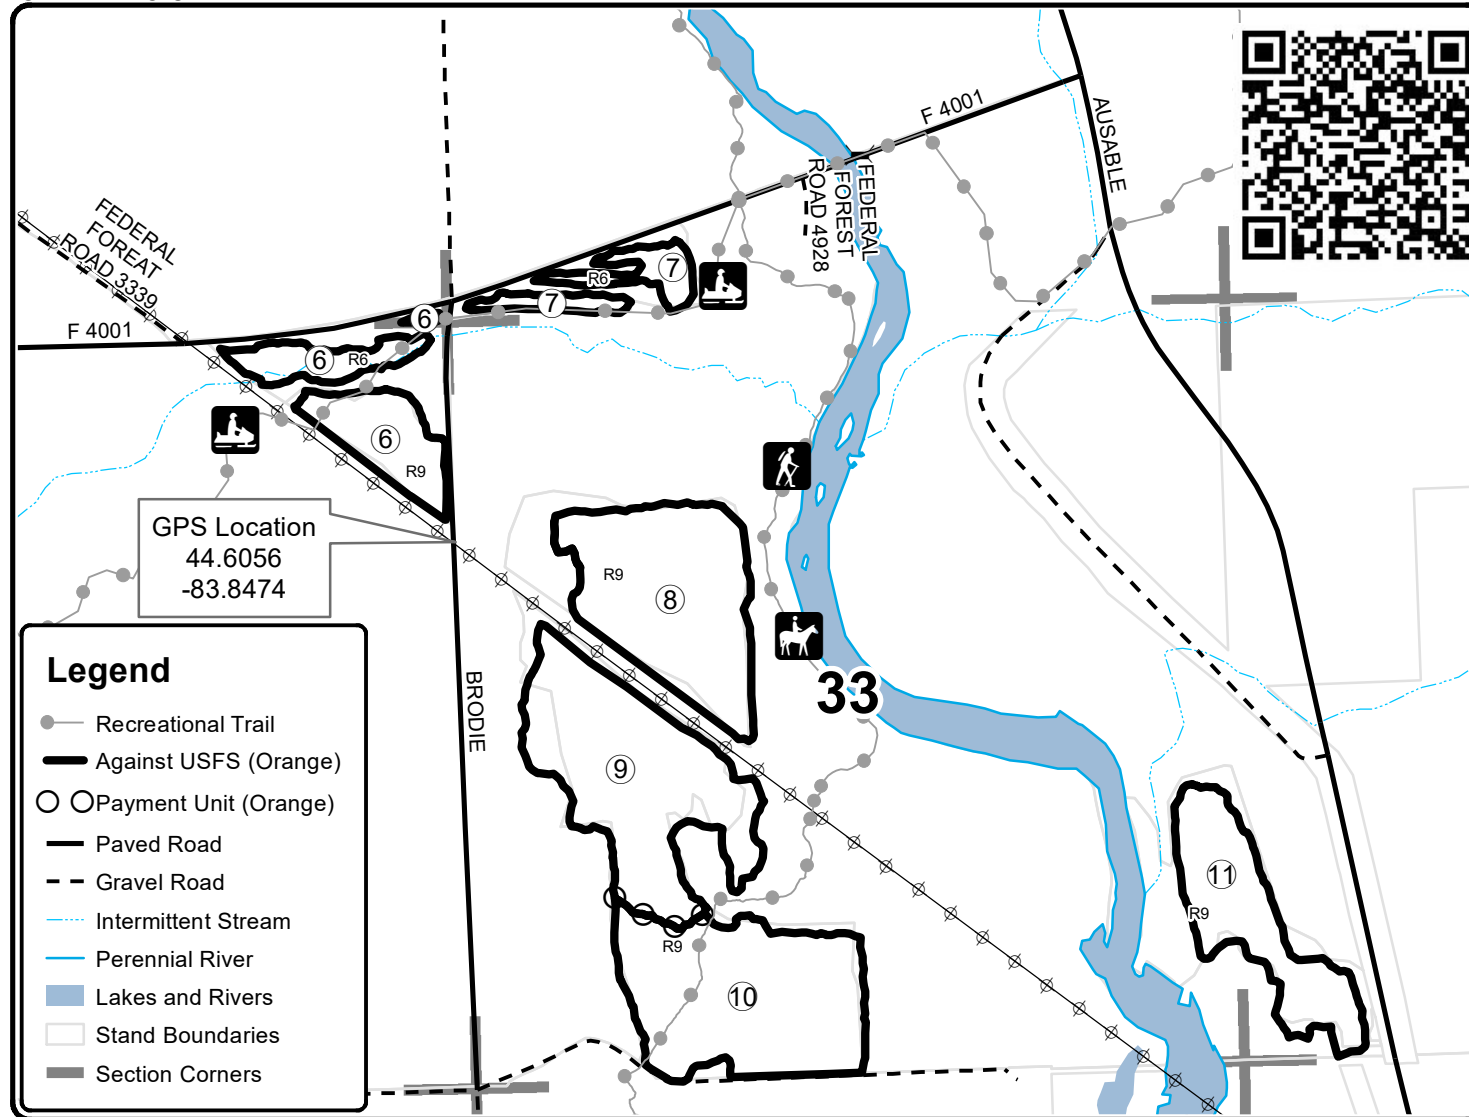 F 4001
AUSABLE
FEDERAL
FOREST
ROAD 4928
FEDERAL
FOREAT
ROAD 3339
F 4001
7
R6
7
6
6
R6
6
R9
GPS Location
44.6056
-83.8474
R9
8
33
BRODIE
9
11
R9
R9
10
Legend
Recreational Trail
Against USFS (Orange)
Payment Unit (Orange)
Paved Road
Gravel Road
Intermittent Stream
Perennial River
Lakes and Rivers
Stand Boundaries
Section Corners